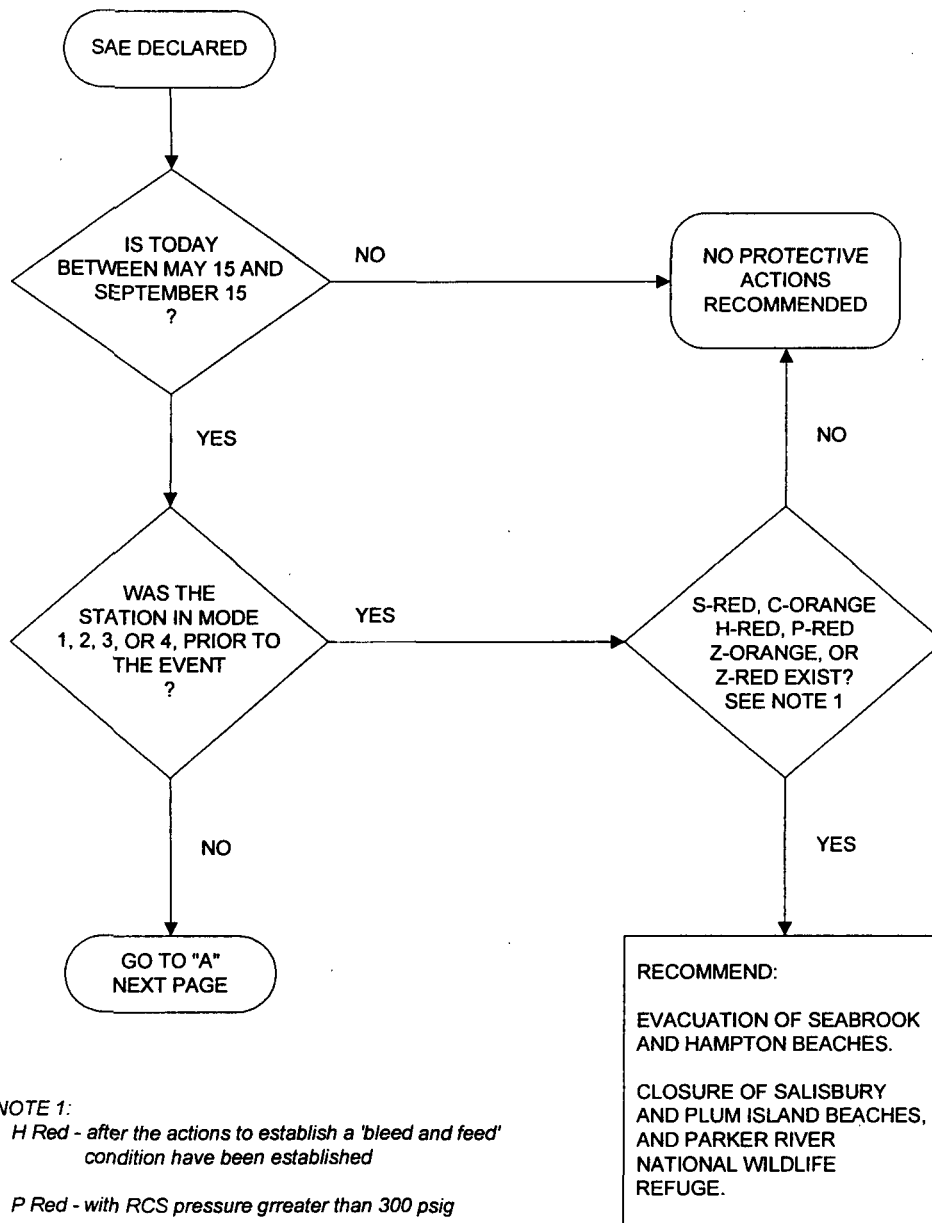 SAE DECLARED
IS TODAY
BETWEEN MAY 15 AND
SEPTEMBER 15
?
NO
NO PROTECTIVE
ACTIONS
RECOMMENDED
YES
NO
WAS THE
STATION IN MODE
1, 2, 3, OR 4, PRIOR TO
THE EVENT
?
YES
S-RED, C-ORANGE
H-RED, P-RED
Z-ORANGE, OR
Z-RED EXIST?
SEE NOTE 1
NO
YES
GO TO "A"
NEXT PAGE
RECOMMEND:
EVACUATION OF SEABROOK
AND HAMPTON BEACHES.
CLOSURE OF SALISBURY
AND PLUM ISLAND BEACHES,
AND PARKER RIVER
NATIONAL WILDLIFE
REFUGE.
NOTE 1:
H Red - after the actions to establish a 'bleed and feed'
condition have been established
P Red - with RCS pressure grreater than 300 psig